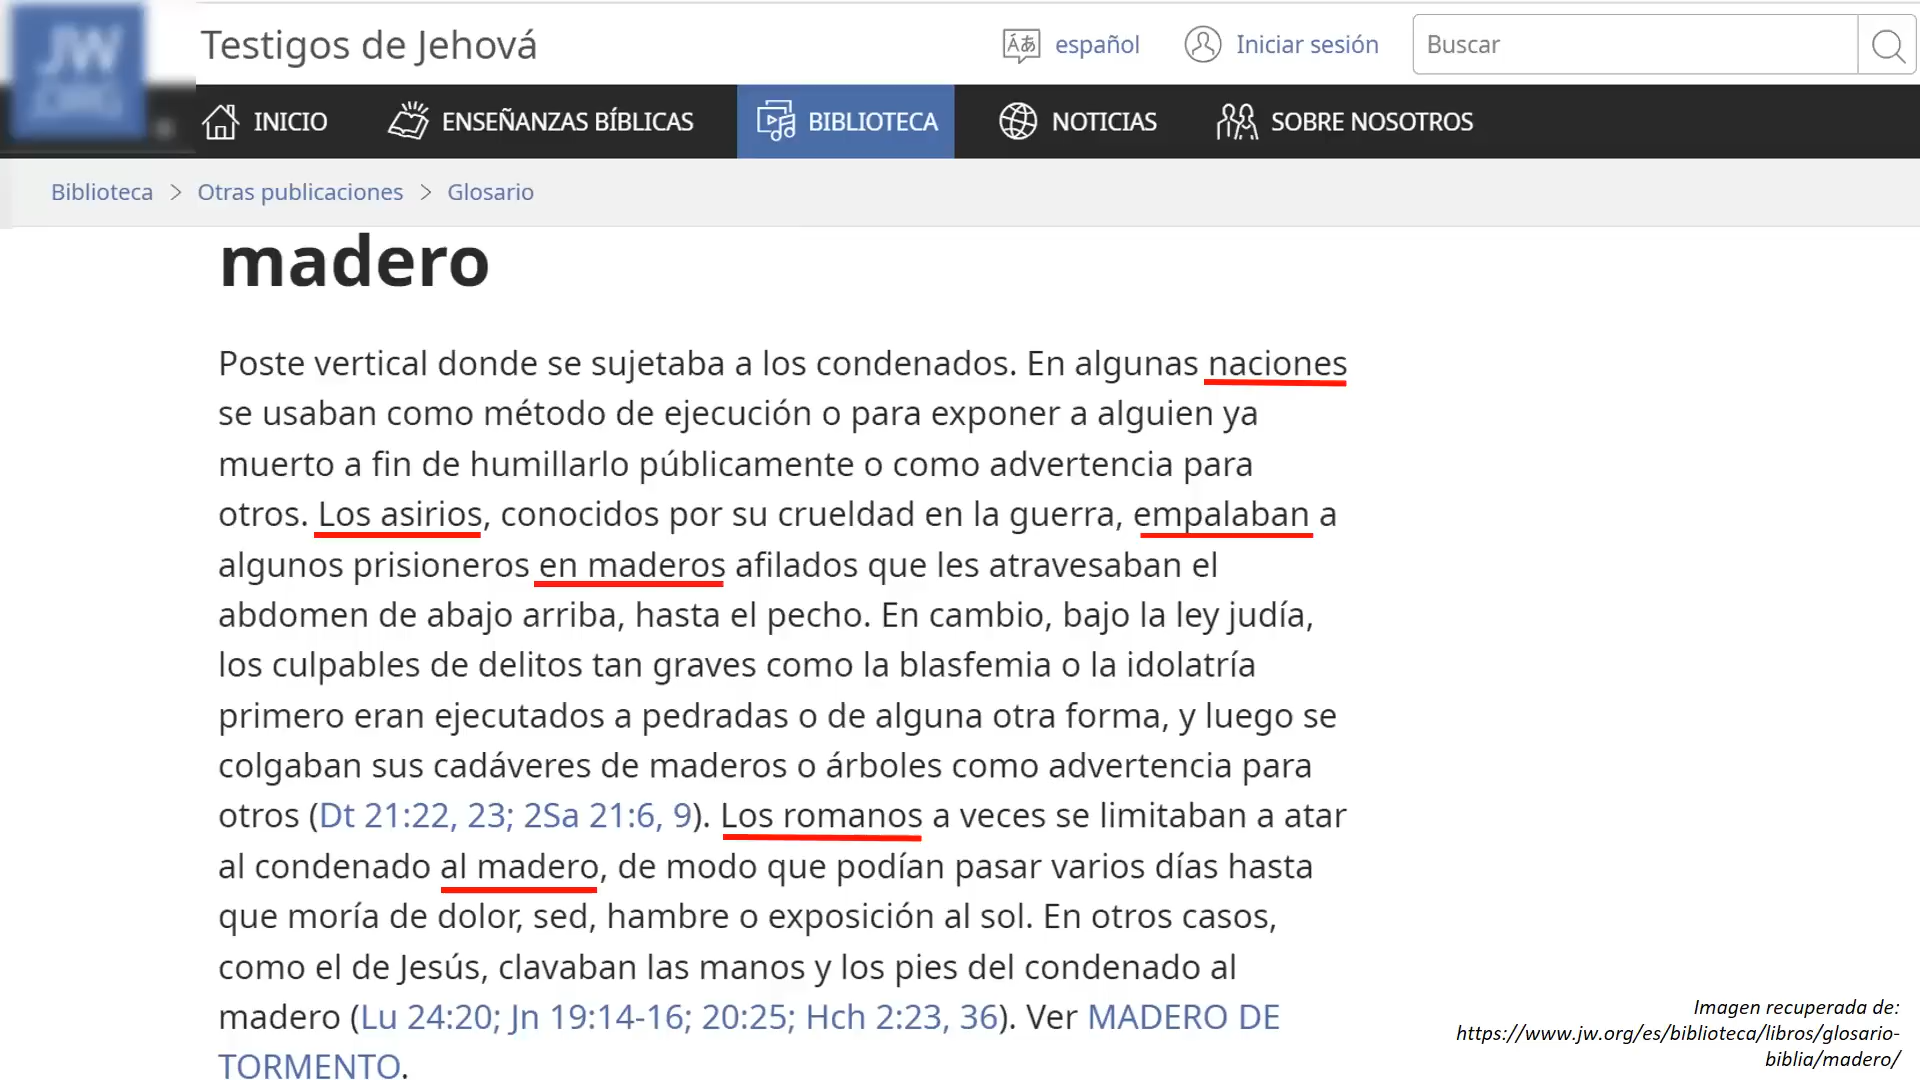 JW
.ORG
Testigos de Jehová
español
Iniciar sesión
Buscar
INICIO
ENSEÑANZAS BÍBLICAS
BIBLIOTECA
NOTICIAS
SOBRE NOSOTROS
Biblioteca > Otras publicaciones > Glosario
madero
Poste vertical donde se sujetaba a los condenados. En algunas naciones
se usaban como método de ejecución o para exponer a alguien ya
muerto a fin de humillarlo públicamente o como advertencia para
otros. Los asirios, conocidos por su crueldad en la guerra, empalaban a
algunos prisioneros en maderos afilados que les atravesaban el
abdomen de abajo arriba, hasta el pecho. En cambio, bajo la ley judía,
los culpables de delitos tan graves como la blasfemia o la idolatría
primero eran ejecutados a pedradas o de alguna otra forma, y luego se
colgaban sus cadáveres de maderos o árboles como advertencia para
otros (Dt 21:22, 23; 2Sa 21:6, 9). Los romanos a veces se limitaban a atar
al condenado al madero, de modo que podían pasar varios días hasta
que moría de dolor, sed, hambre o exposición al sol. En otros casos,
como el de Jesús, clavaban las manos y los pies del condenado al
madero (Lu 24:20; Jn 19:14-16; 20:25; Hch 2:23, 36). Ver MADERO DE
TORMENTO.
Imagen recuperada de:
https://www.jw.org/es/biblioteca/libros/glosario-
biblia/madero/